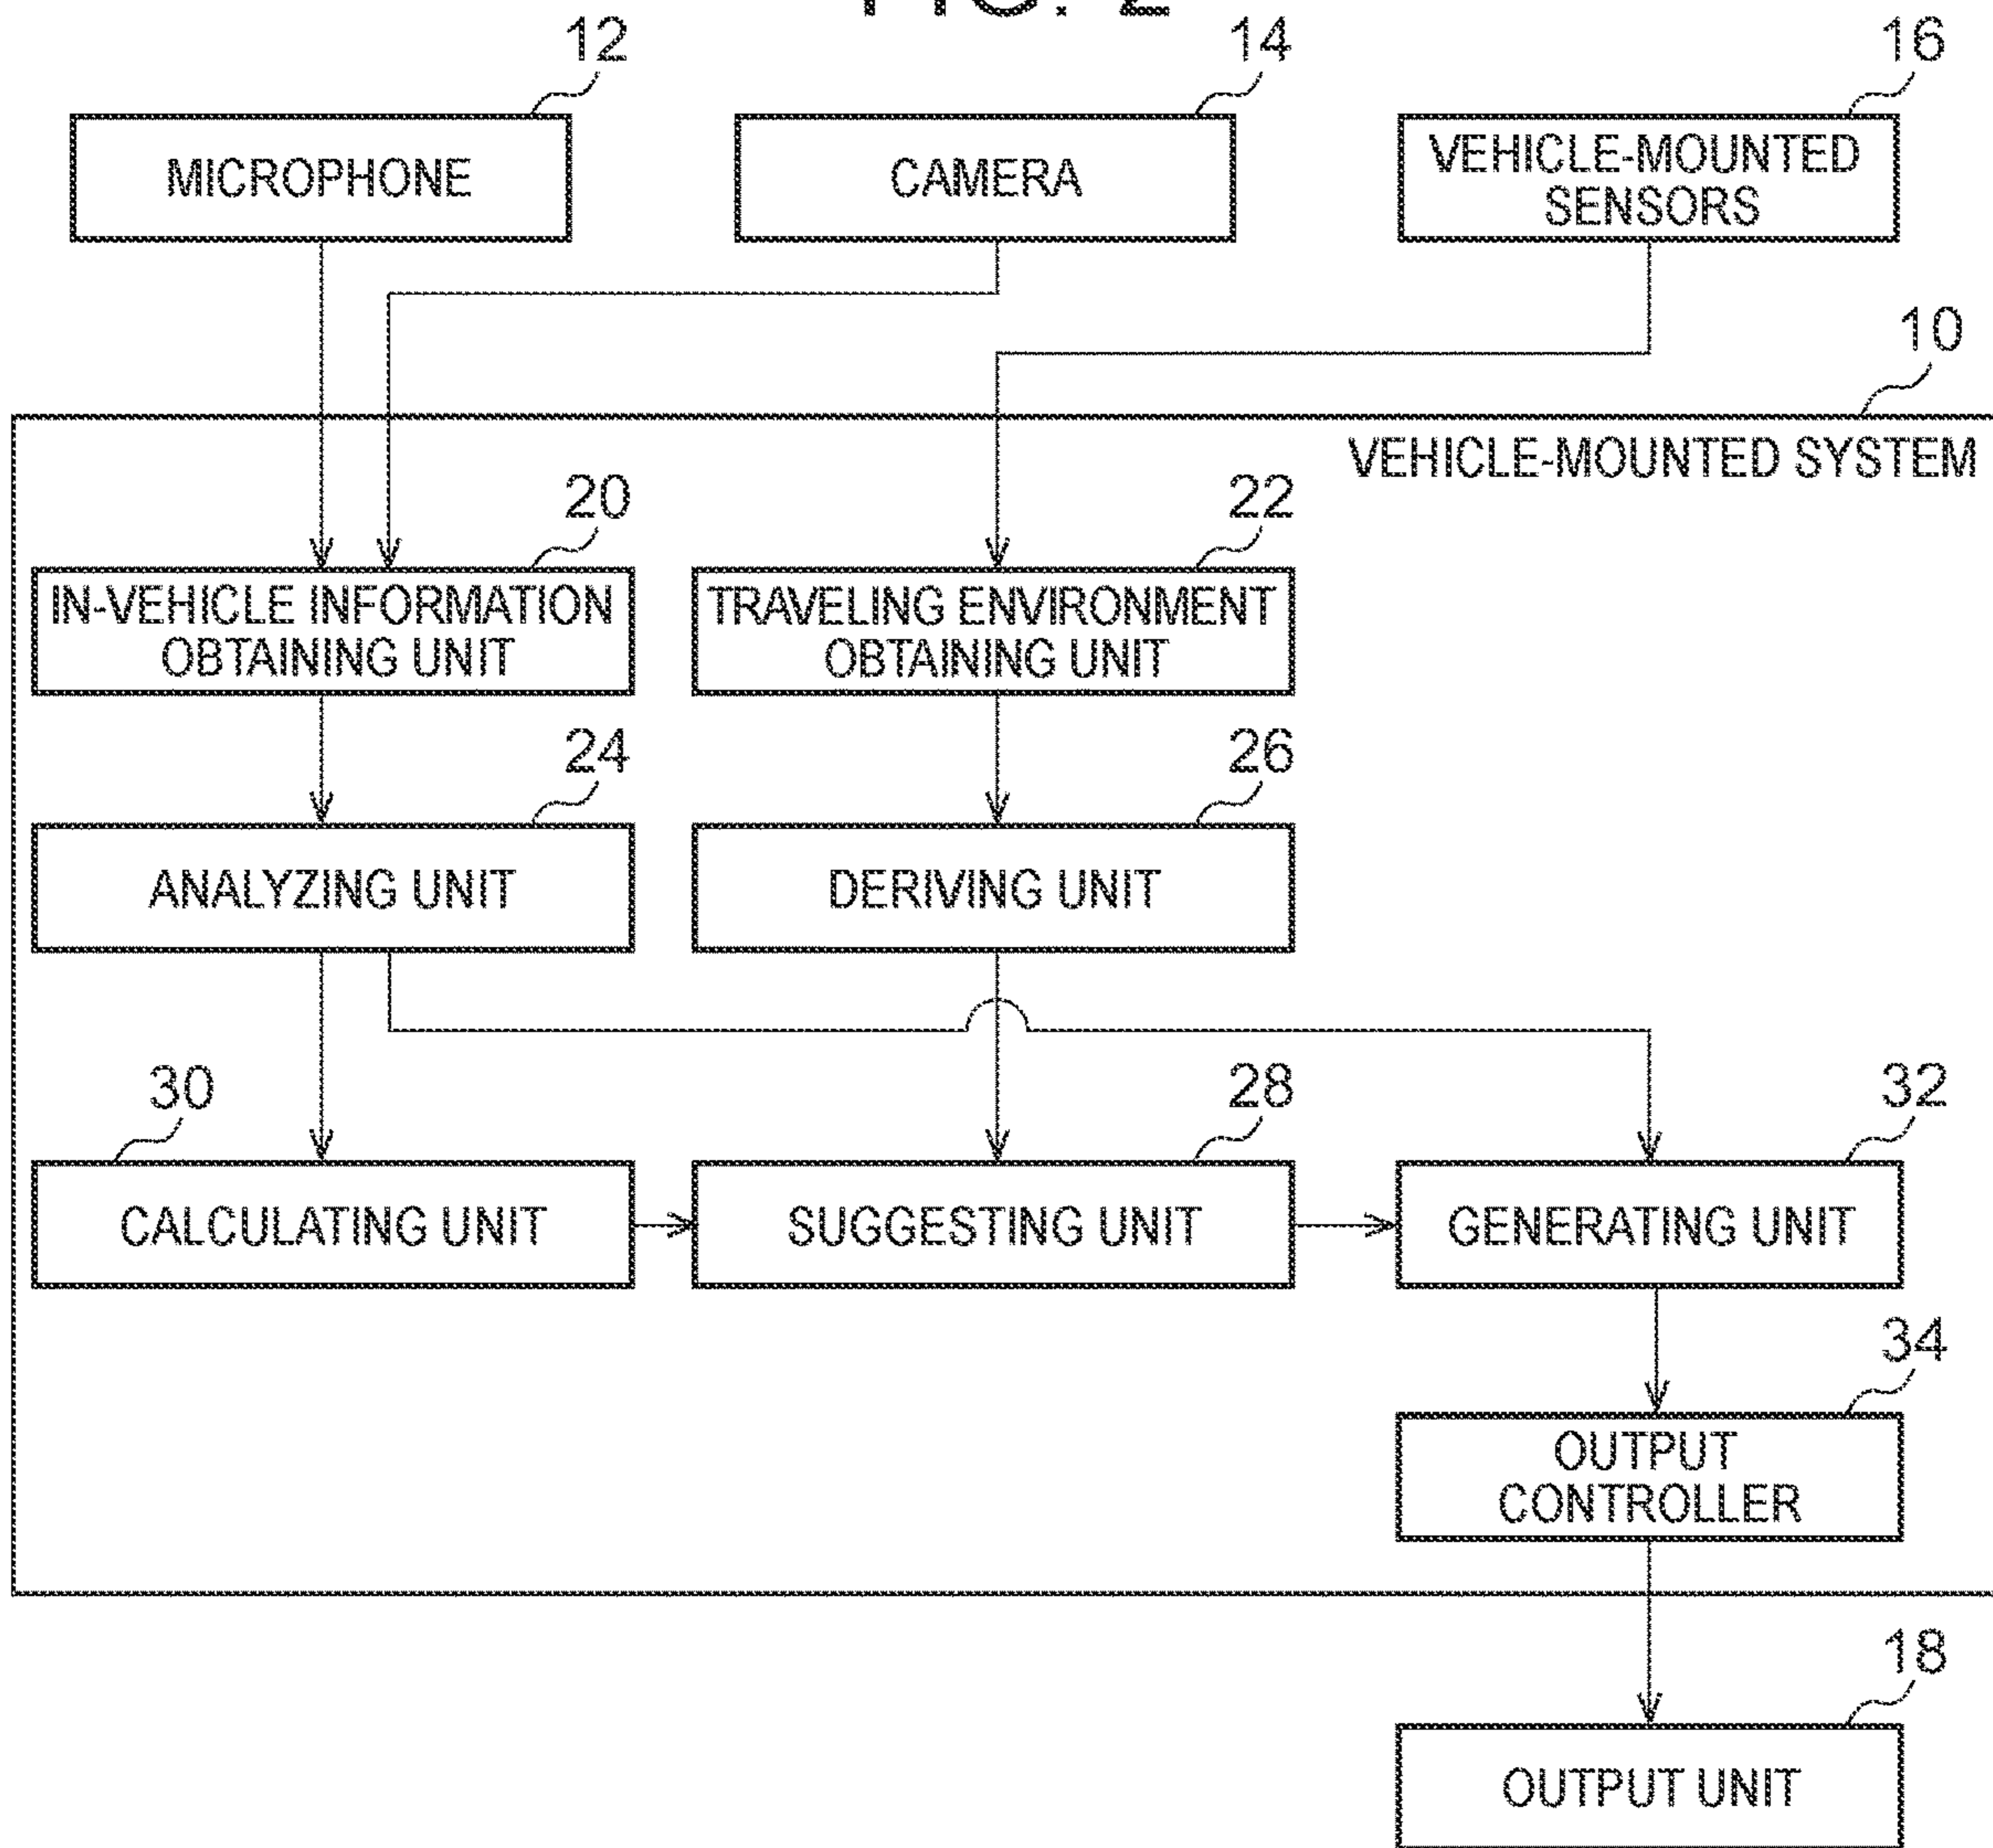 FIG. 2
12
14
16
MICROPHONE
CAMERA
VEHICLE-MOUNTED
SENSORS
10
VEHICLE-MOUNTED SYSTEM
20
22
IN-VEHICLE INFORMATION
OBTAINING UNIT
TRAVELING ENVIRONMENT
OBTAINING UNIT
24
26
ANALYZING UNIT
DERIVING UNIT
30
28
32
CALCULATING UNIT
SUGGESTING UNIT
GENERATING UNIT
34
OUTPUT
CONTROLLER
18
OUTPUT UNIT